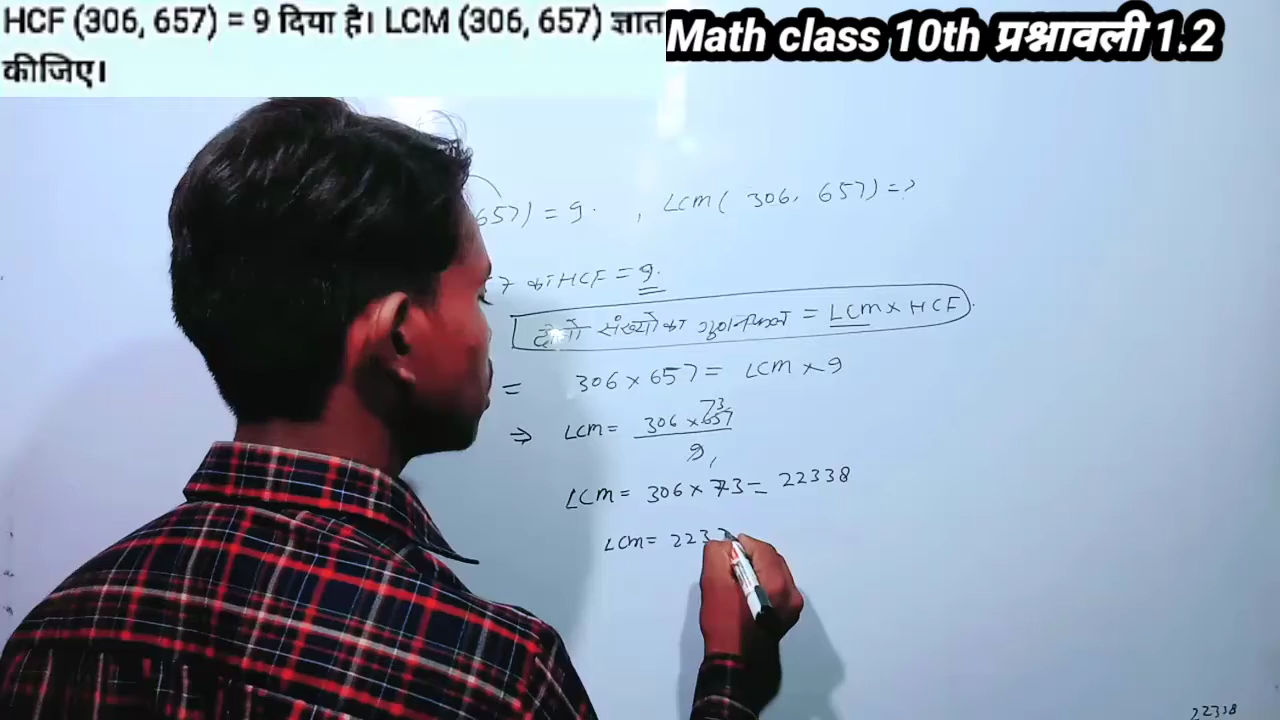 HCF (306, 657) = 9 दिया है। LCM (306, 657) ज्ञात
कीजिए।
Math class 10th प्रश्नावली 1.2
657) = 9. , LCM( 306, 657) = ?
7 का HCF = 9.
दोनो संख्यो का गुणनफल = LCM × HCF
= 306 × 657 = LCM × 9
73
⇒ LCM = 306 × 657
9
LCM = 306 × 73 = 22338
LCM = 223
22338